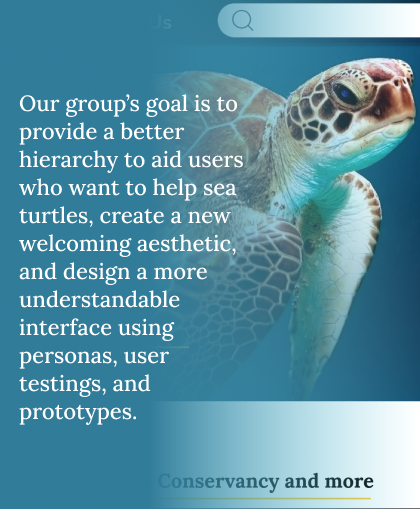 Us
Our group’s goal is to
provide a better
hierarchy to aid users
who want to help sea
turtles, create a new
welcoming aesthetic,
and design a more
understandable
interface using
personas, user
testings, and
prototypes.
Conservancy and more